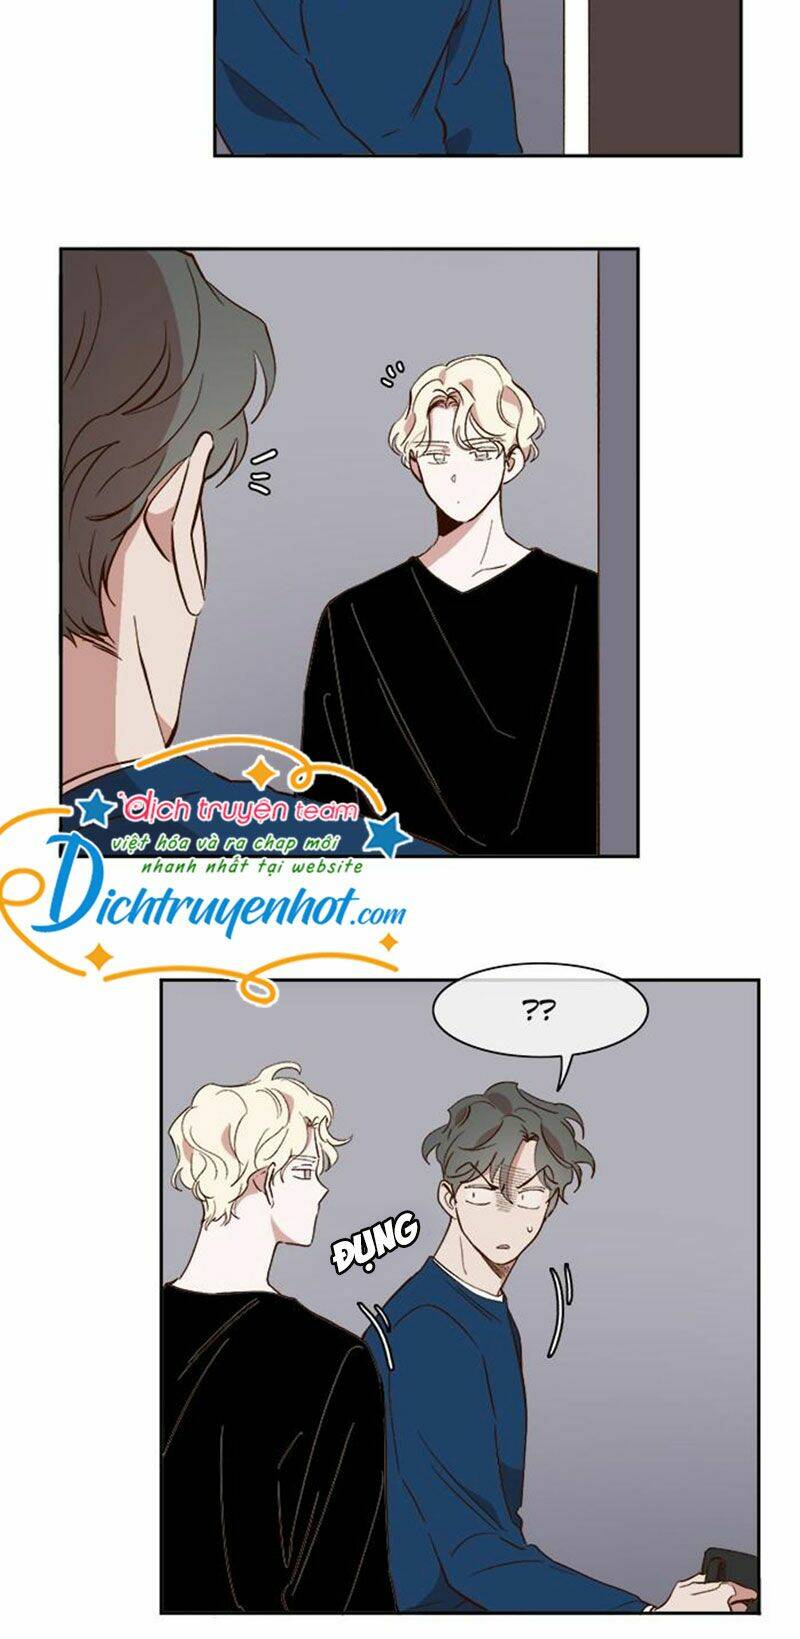 Dịch truyện team
việt hóa và ra chap mới
nhanh nhất tại website
Dichtruyenhot.com
??
ĐỤNG